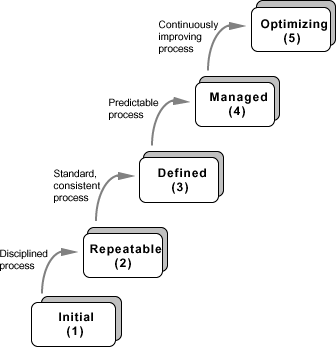 Continuously
improving
process
Optimizing
(5)
Predictable
process
Managed
(4)
Standard,
consistent
process
Defined
(3)
Disciplined
process
Repeatable
(2)
Initial
(1)